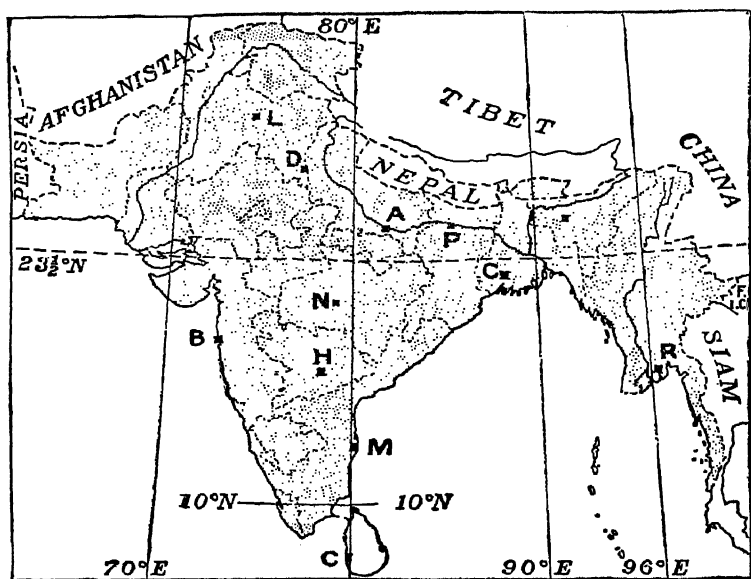 80°E
AFGHANISTAN
TIBET
CHINA
PERSIA
L
D
NEPAL
A
P
23½°N
C
N
B
H
R
SIAM
M
10°N 10°N
C
70°E 90°E 96°E